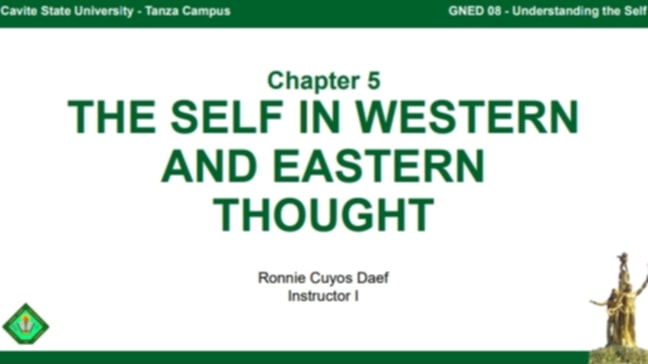 Cavite State University - Tanza Campus
GNED 08 - Understanding the Self
Chapter 5
THE SELF IN WESTERN
AND EASTERN
THOUGHT
Ronnie Cuyos Daef
Instructor I